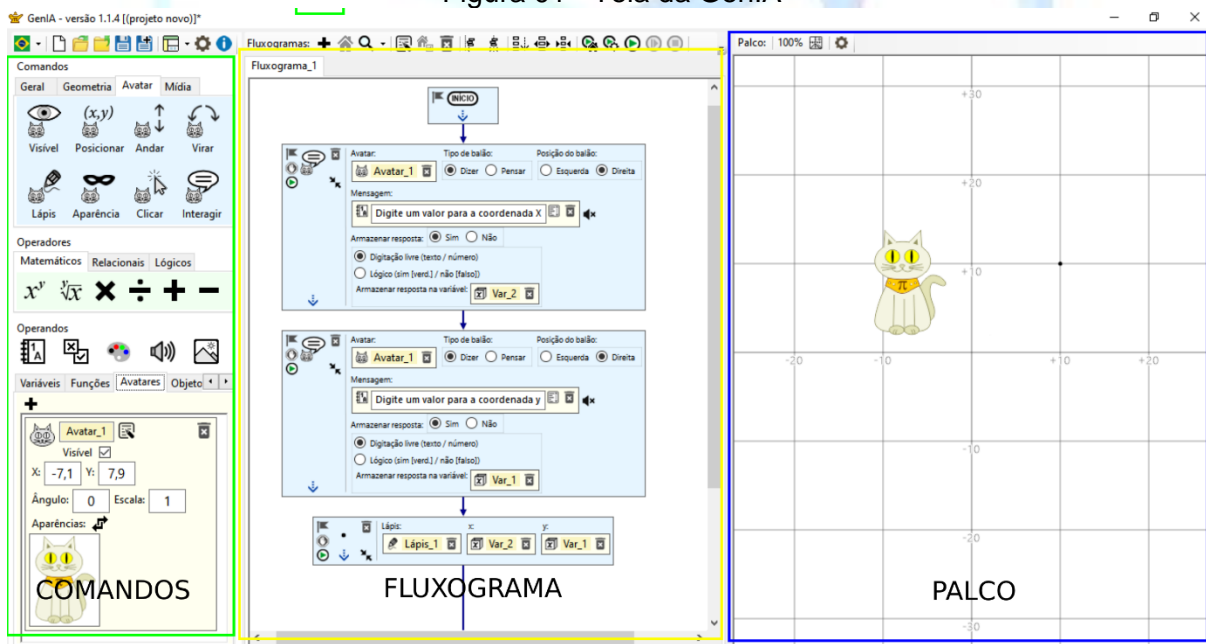 GenIA - versão 1.1.4 [(projeto novo)]*
Fluxogramas:
Palco: 100%
Comandos
Geral Geometria Avatar Mídia
(x,y)
Visível Posicionar Andar Virar
Lápis Aparência Clicar Interagir
Operadores
Matemáticos Relacionais Lógicos
xʸ ʸ√x × ÷ + −
Operandos
Variáveis Funções Avatares Objeto
+
Avatar_1
Visível
X: -7,1 Y: 7,9
Ângulo: 0 Escala: 1
Aparências:
π
COMANDOS
Fluxograma_1
INÍCIO
Avatar: Tipo de balão: Posição do balão:
Avatar_1 Dizer Pensar Esquerda Direita
Mensagem:
Digite um valor para a coordenada X
Armazenar resposta: Sim Não
Digitação livre (texto / número)
Lógico (sim [verd.] / não [falso])
Armazenar resposta na variável: Var_2
Avatar: Tipo de balão: Posição do balão:
Avatar_1 Dizer Pensar Esquerda Direita
Mensagem:
Digite um valor para a coordenada y
Armazenar resposta: Sim Não
Digitação livre (texto / número)
Lógico (sim [verd.] / não [falso])
Armazenar resposta na variável: Var_1
Lápis: x: y:
Lápis_1 Var_2 Var_1
FLUXOGRAMA
+30
+20
+10
π
-20 -10 +10 +20
-10
-20
PALCO
-30